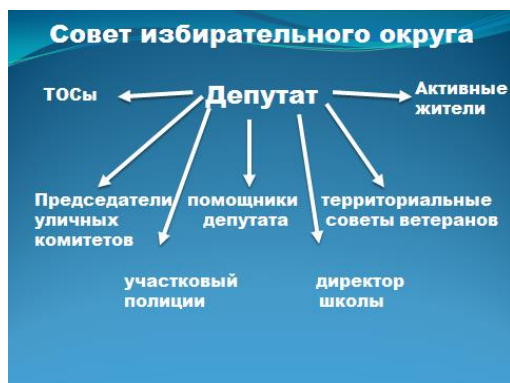 Совет избирательного округа
ТОСы
Депутат
Активные
жители
Председатели
уличных
комитетов
помощники
депутата
территориальные
советы ветеранов
участковый
полиции
директор
школы